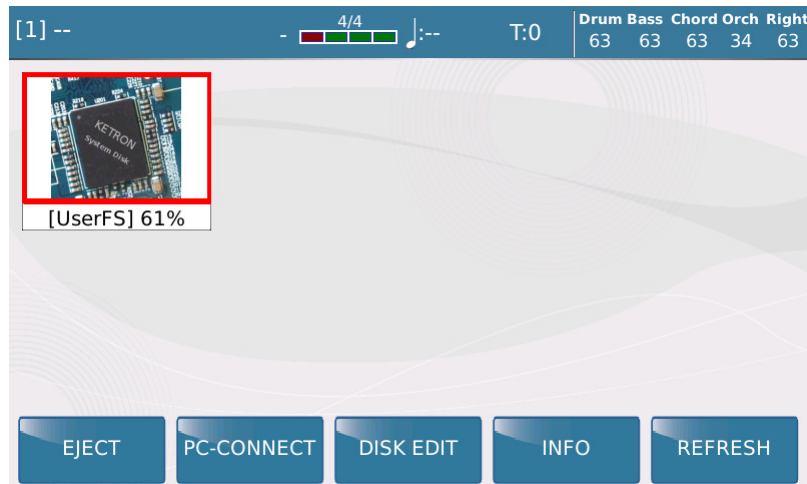 [1] --
- 4/4 :--
T:0
Drum Bass Chord Orch Right
63 63 63 34 63
KETRON
System Disk
[UserFS] 61%
EJECT
PC-CONNECT
DISK EDIT
INFO
REFRESH